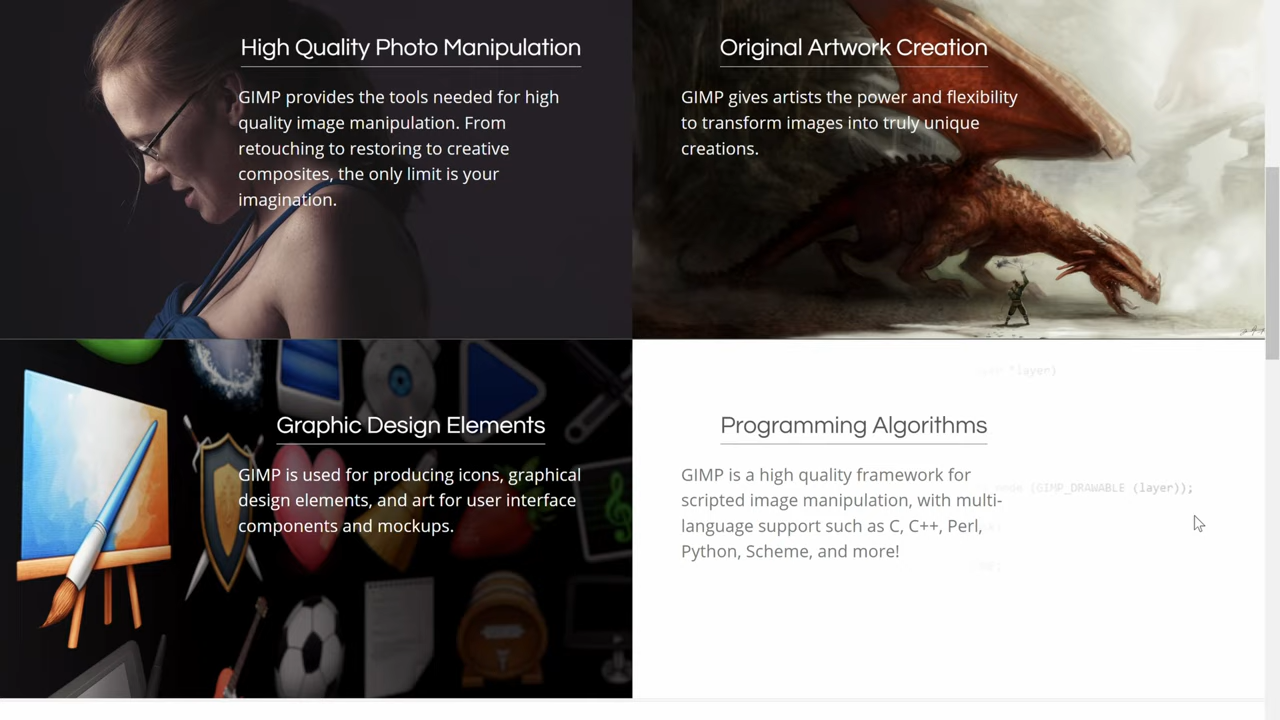 High Quality Photo Manipulation
GIMP provides the tools needed for high
quality image manipulation. From
retouching to restoring to creative
composites, the only limit is your
imagination.
Original Artwork Creation
GIMP gives artists the power and flexibility
to transform images into truly unique
creations.
Graphic Design Elements
GIMP is used for producing icons, graphical
design elements, and art for user interface
components and mockups.
Programming Algorithms
GIMP is a high quality framework for
scripted image manipulation, with multi-
language support such as C, C++, Perl,
Python, Scheme, and more!
*layer)
(GIMP_DRAWABLE (layer));